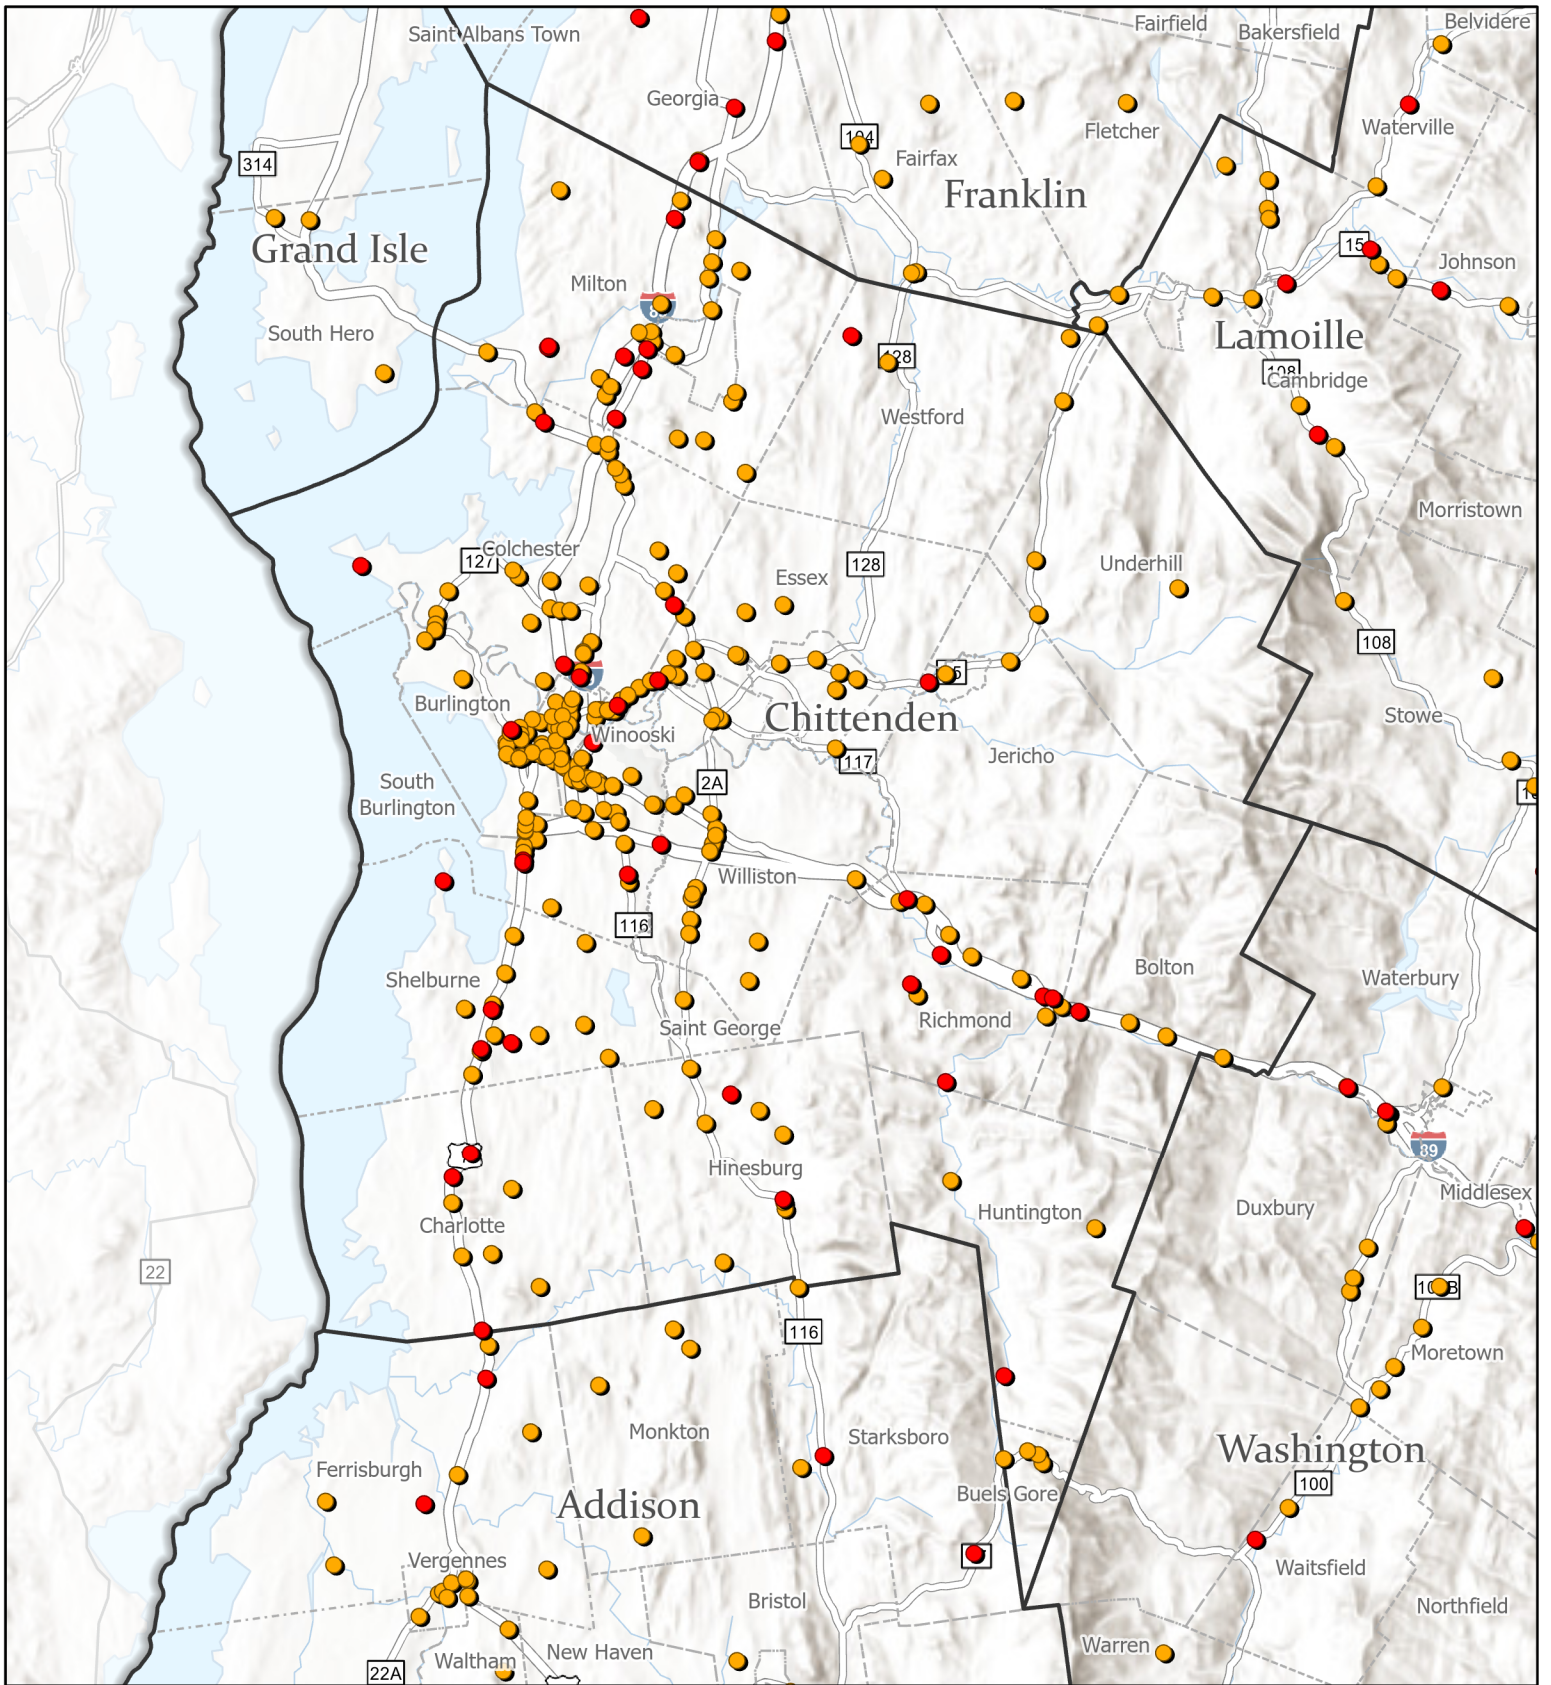 Saint Albans Town
Fairfield
Bakersfield
Belvidere
Georgia
Fletcher
Waterville
314
Fairfax
Franklin
Grand Isle
15
Johnson
Milton
South Hero
Lamoille
Cambridge
Westford
Morristown
127
Colchester
128
Essex
Underhill
108
Burlington
Chittenden
Stowe
Winooski
117
Jericho
South
Burlington
2A
Williston
116
Shelburne
Bolton
Waterbury
Richmond
Saint George
89
Hinesburg
Middlesex
Charlotte
Huntington
Duxbury
22
116
Moretown
Monkton
Starksboro
Washington
Ferrisburgh
100
Buels Gore
Addison
Vergennes
Waitsfield
Bristol
Northfield
Warren
New Haven
Waltham
22A